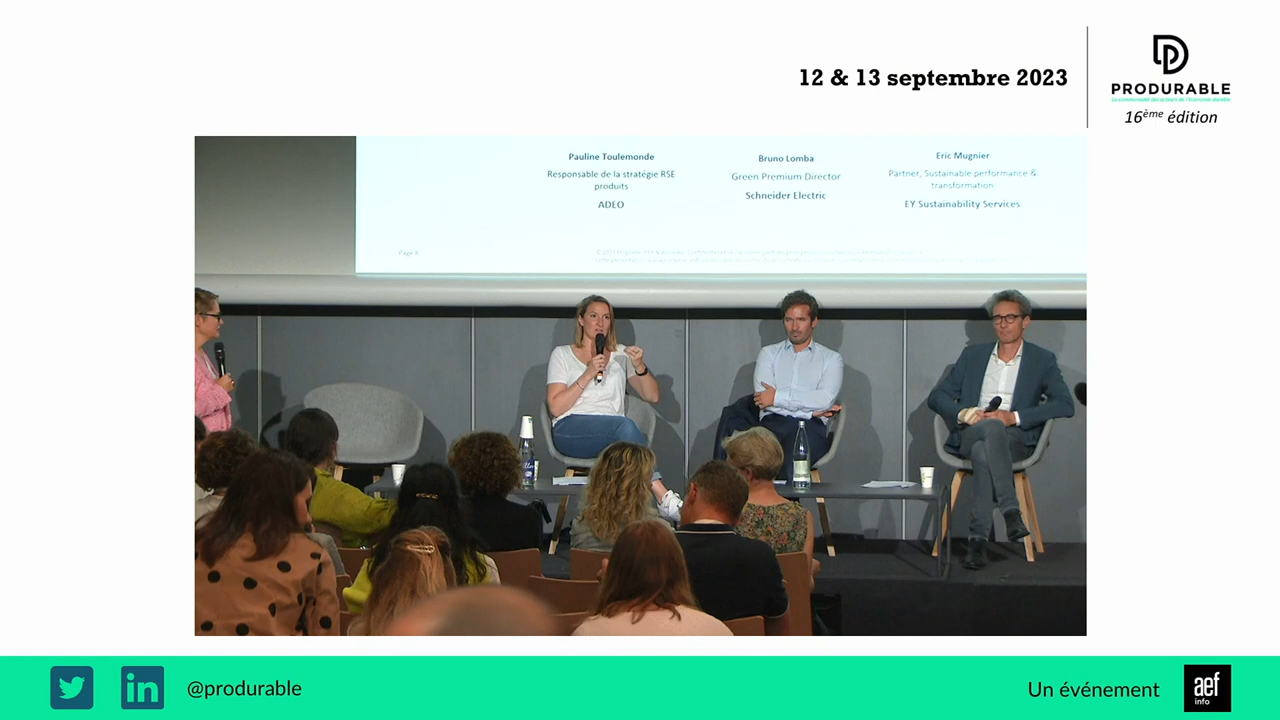 12 & 13 septembre 2023
PRODURABLE
16ème édition
Pauline Toulemonde
Responsable de la stratégie RSE
produits
ADEO
Bruno Lomba
Green Premium Director
Schneider Electric
Eric Mugnier
Partner, Sustainable performance &
transformation
EY Sustainability Services
@produrable
Un événement
aef
info